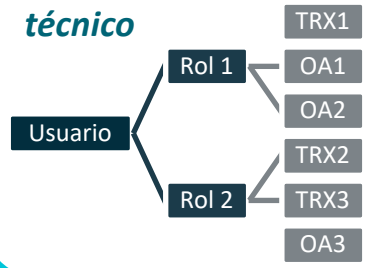 técnico
TRX1
Rol 1
OA1
OA2
Usuario
TRX2
Rol 2
TRX3
OA3